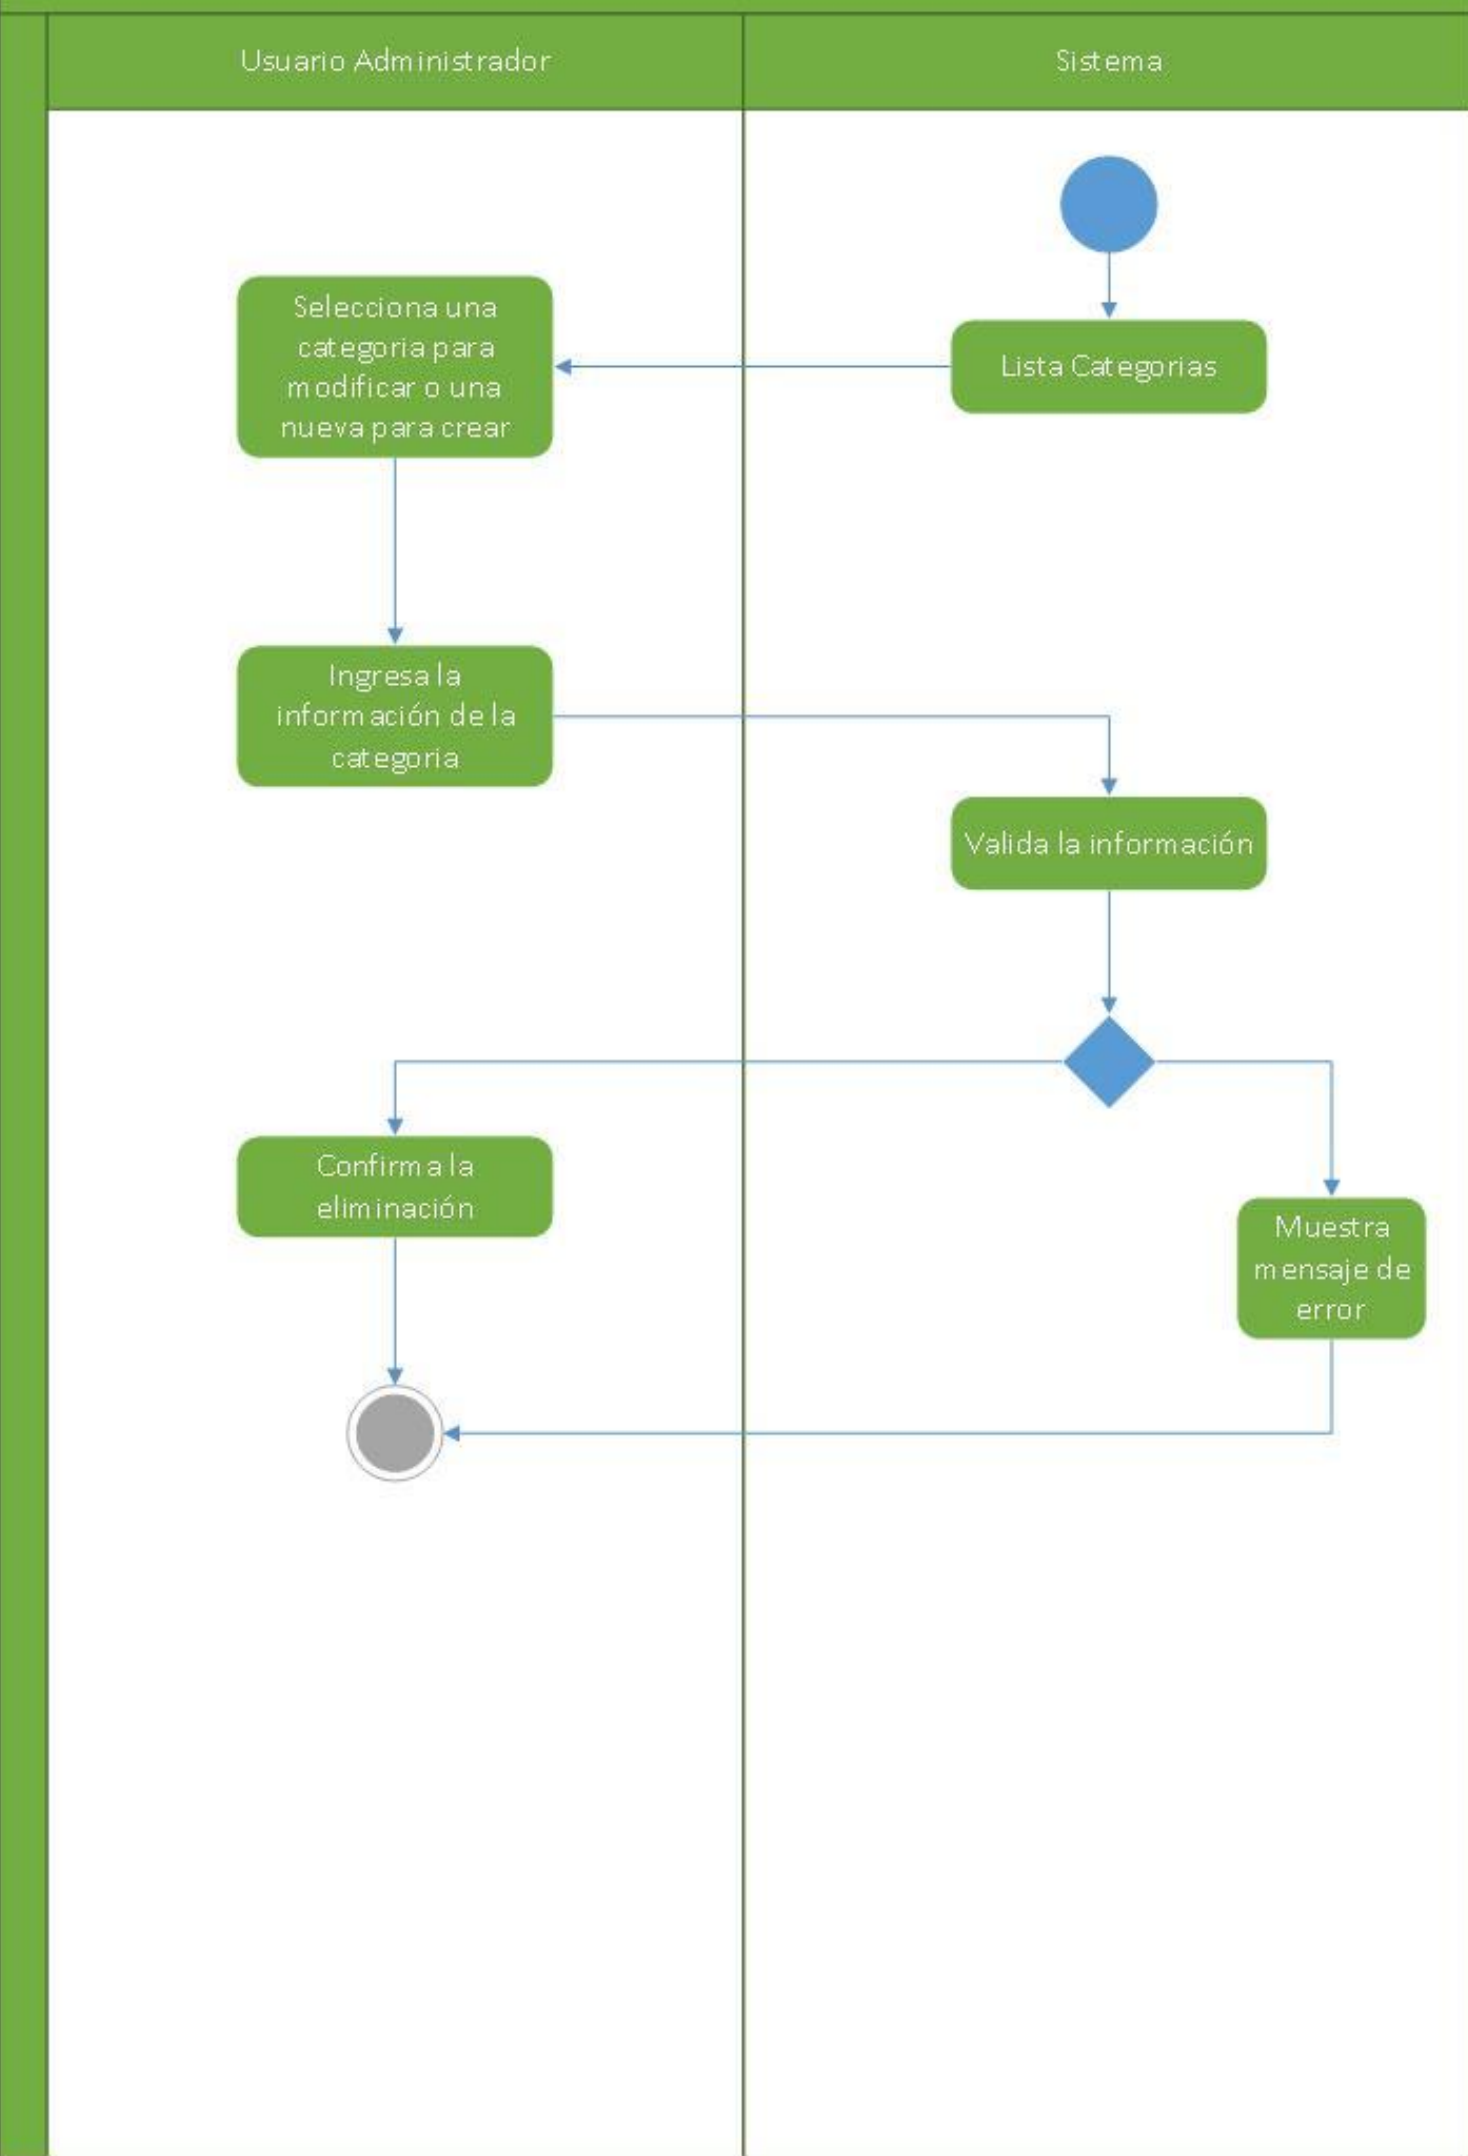 Usuario Administrador
Sistema
Selecciona una
categoria para
modificar o una
nueva para crear
Lista Categorias
Ingresa la
información de la
categoria
Valida la información
Confirma la
eliminación
Muestra
mensaje de
error